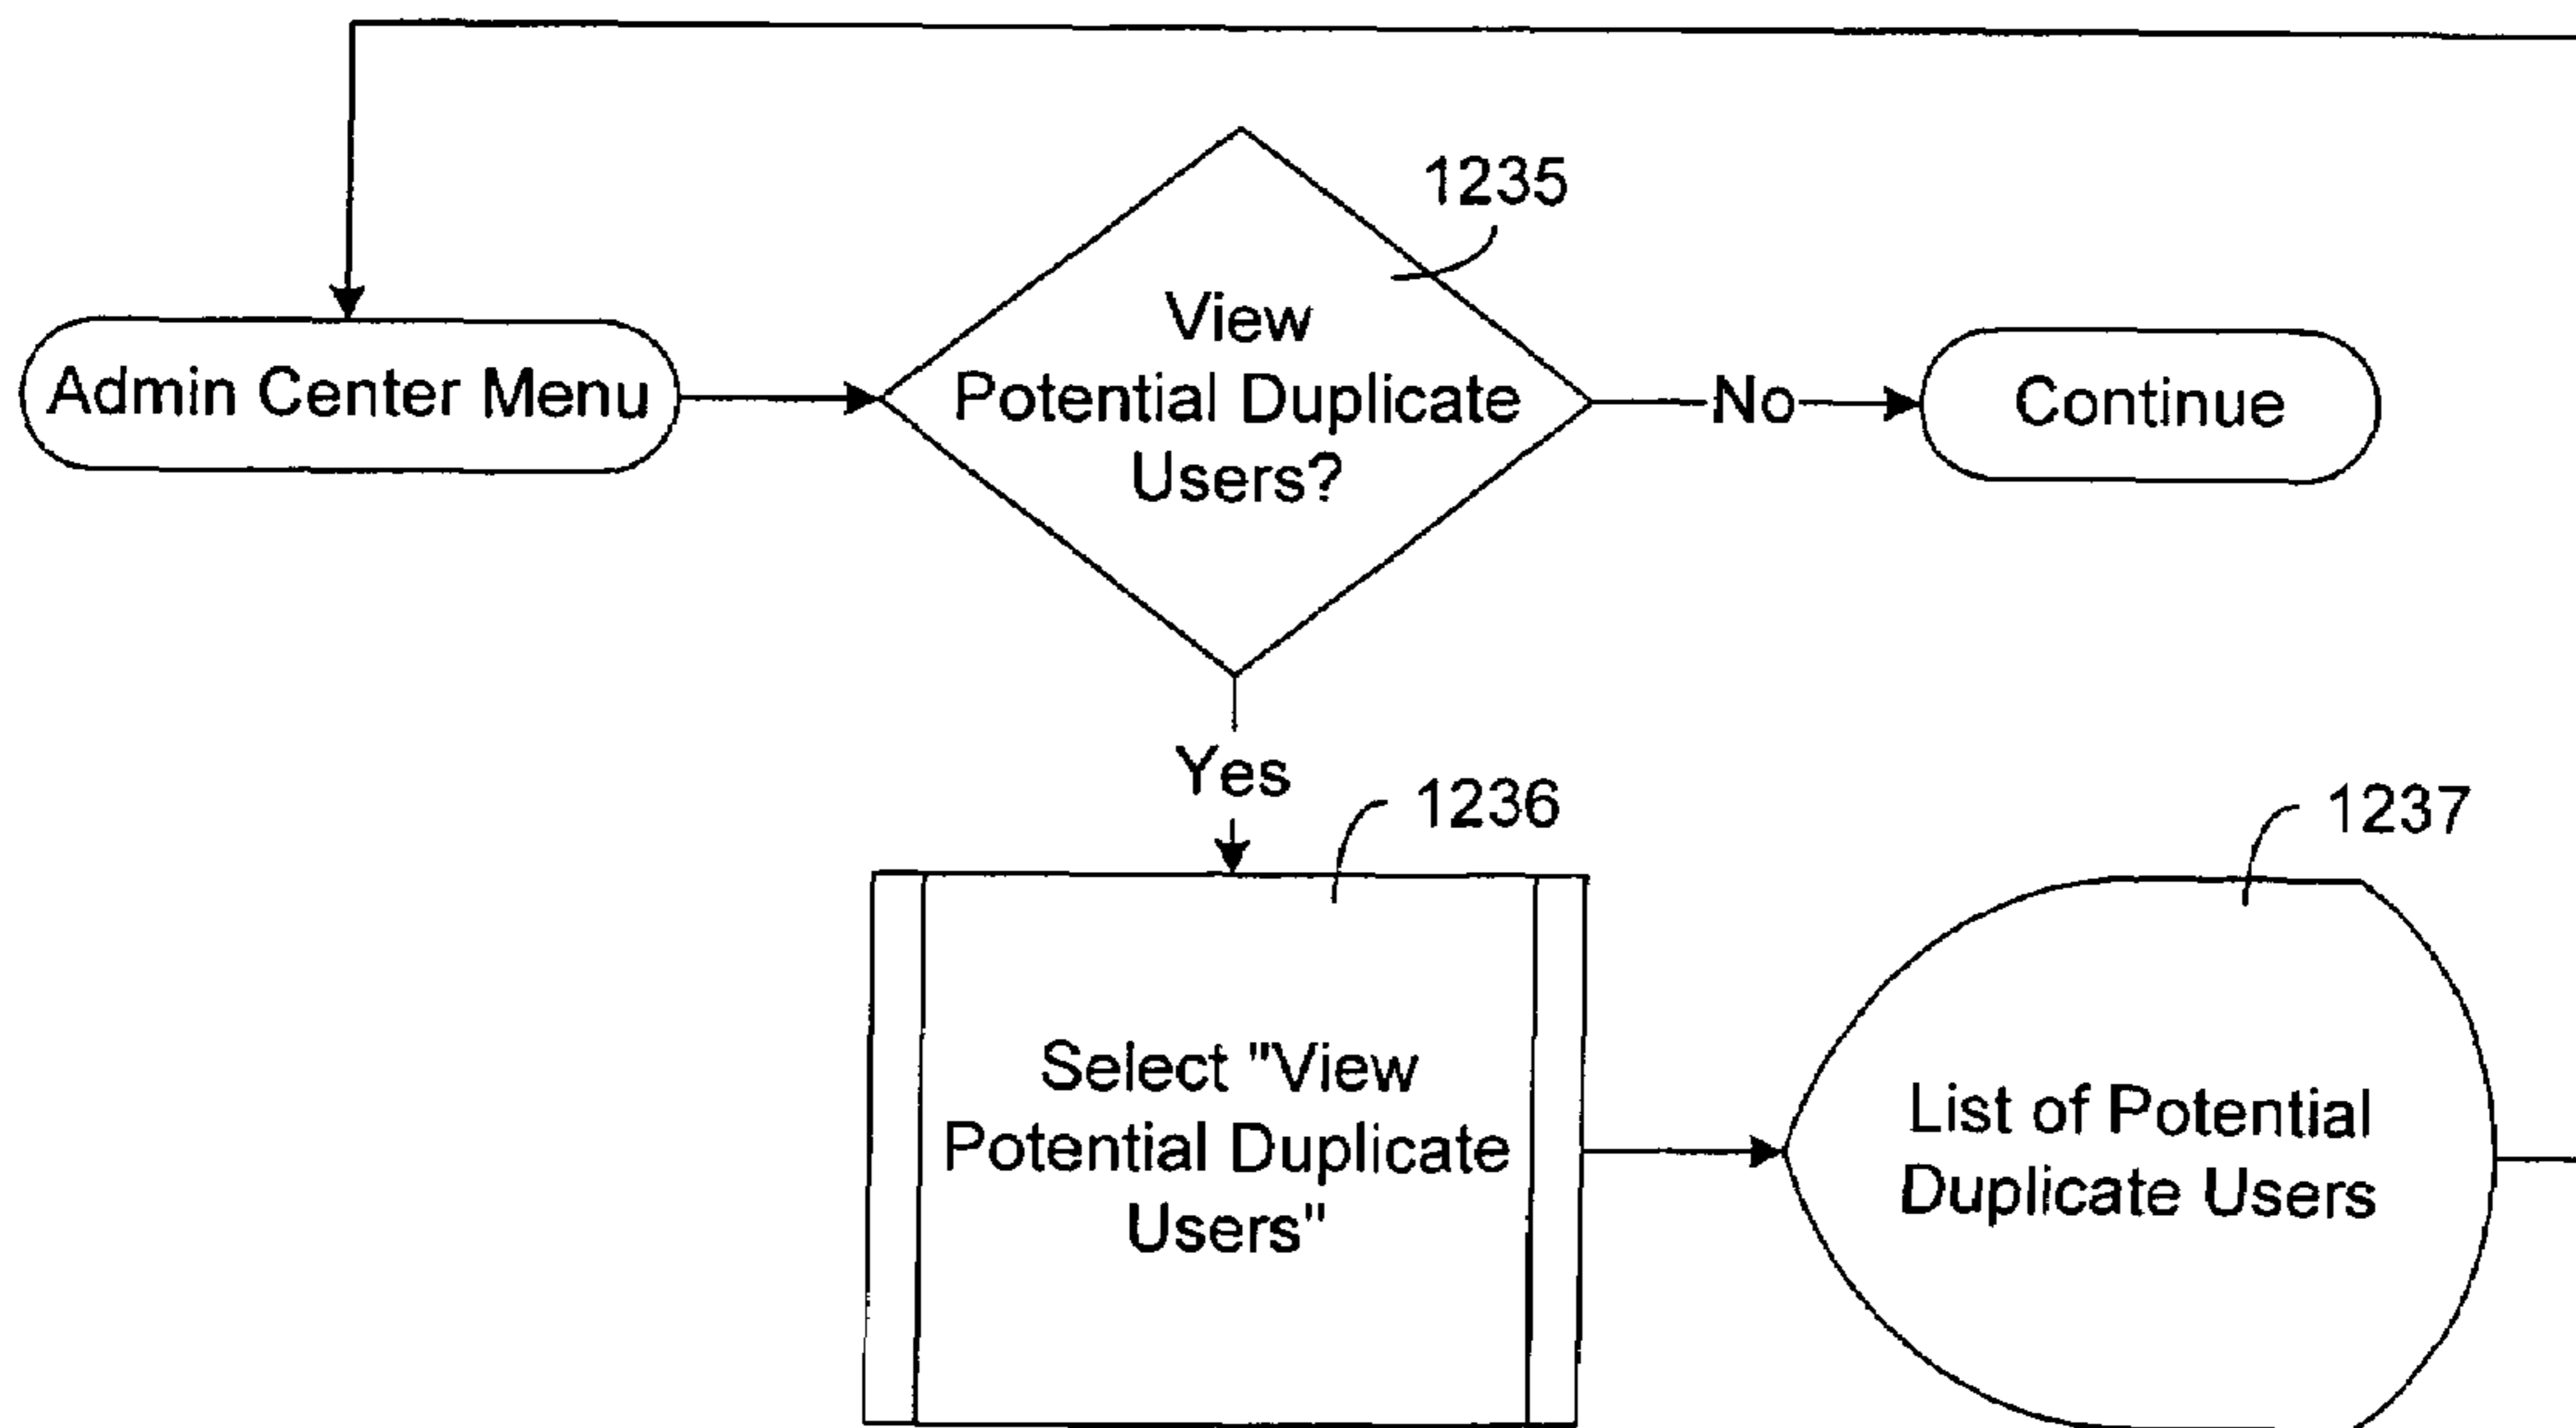 1235
Admin Center Menu
View
Potential Duplicate
Users?
No
Continue
Yes
1236
1237
Select "View
Potential Duplicate
Users"
List of Potential
Duplicate Users